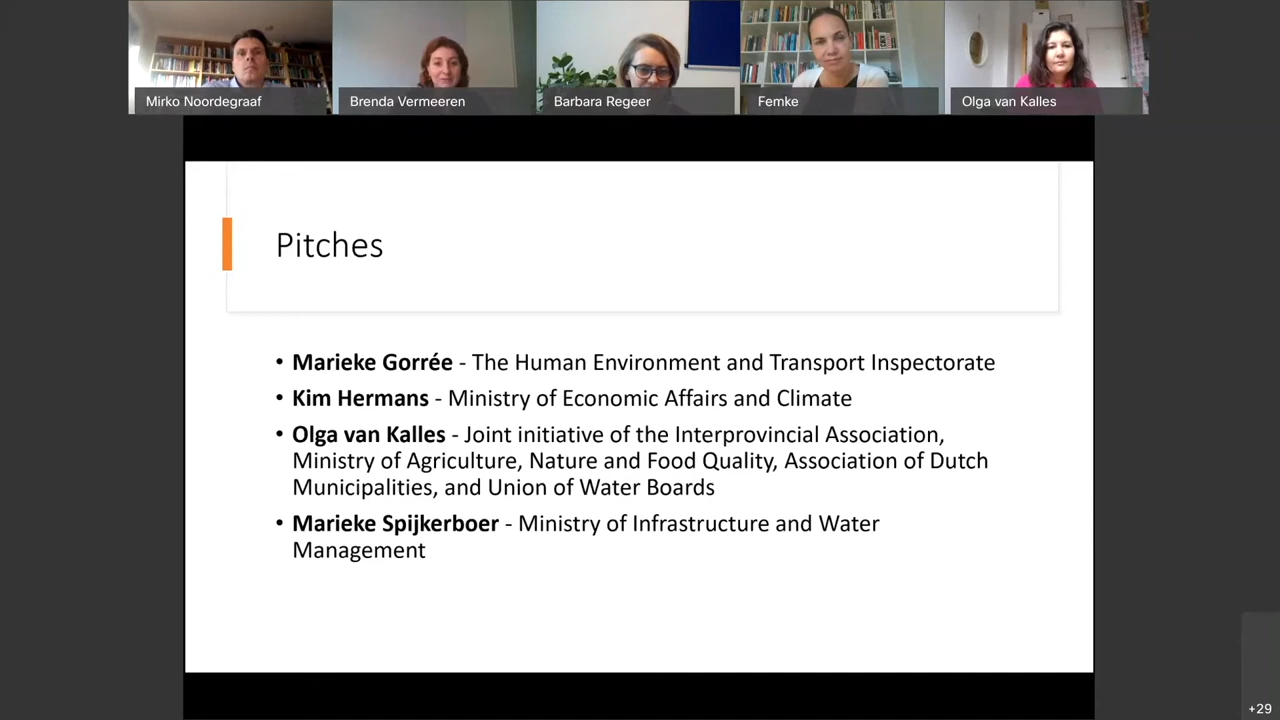 Mirko Noordegraaf
Brenda Vermeeren
Barbara Regeer
Femke
Olga van Kalles
Pitches
• Marieke Gorrée - The Human Environment and Transport Inspectorate
• Kim Hermans - Ministry of Economic Affairs and Climate
• Olga van Kalles - Joint initiative of the Interprovincial Association,
Ministry of Agriculture, Nature and Food Quality, Association of Dutch
Municipalities, and Union of Water Boards
• Marieke Spijkerboer - Ministry of Infrastructure and Water
Management
+29